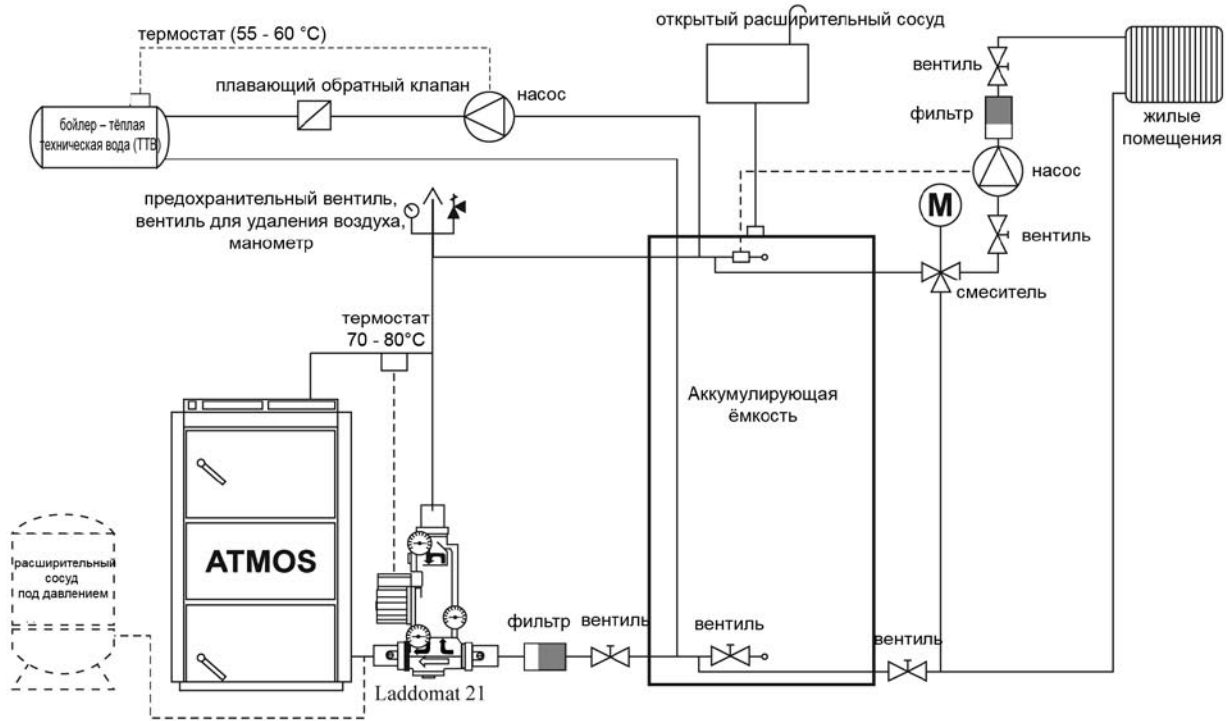 открытый расширительный сосуд
термостат (55 - 60 °C)
вентиль
плавающий обратный клапан
насос
фильтр
жилые
помещения
бойлер – тёплая
техническая вода (ТТВ)
насос
предохранительный вентиль,
вентиль для удаления воздуха,
манометр
M
вентиль
смеситель
термостат
70 - 80°C
Аккумулирующая
ёмкость
ATMOS
расширительный
сосуд
под давлением
фильтр
вентиль
вентиль
вентиль
Laddomat 21